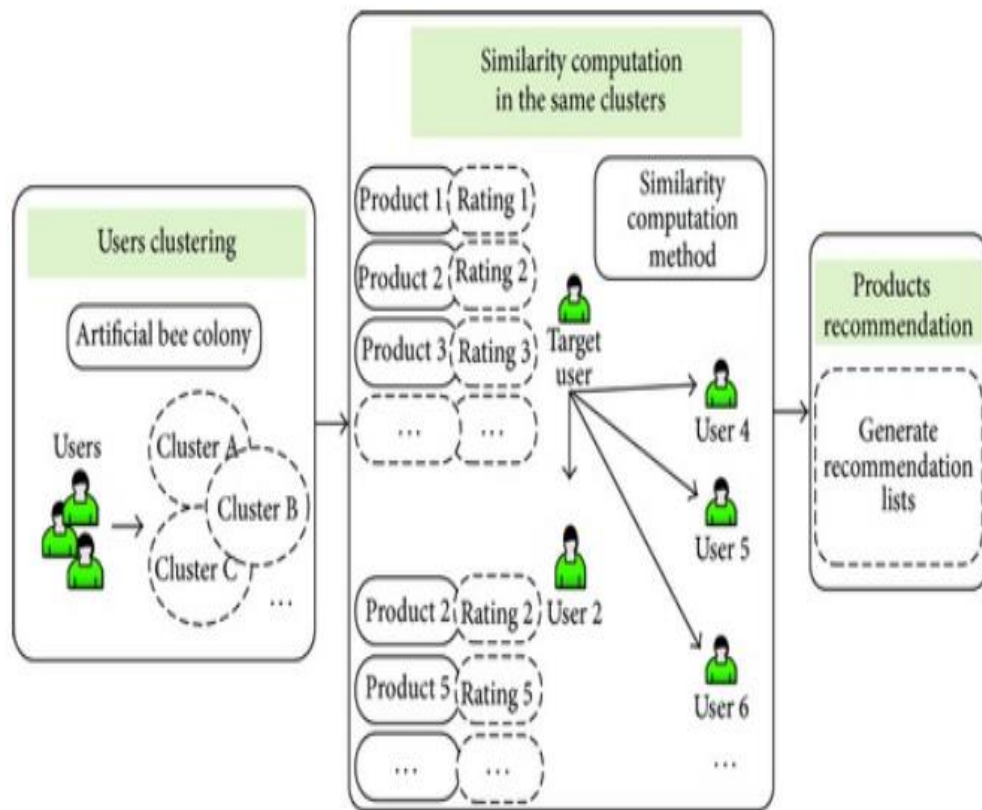 Users clustering
Artificial bee colony
Users
Cluster A
Cluster B
Cluster C
...
Similarity computation
in the same clusters
Product 1 Rating 1
Product 2 Rating 2
Product 3 Rating 3
... ...
Similarity
computation
method
Target
user
User 4
User 5
User 2
User 6
...
Product 2 Rating 2
Product 5 Rating 5
... ...
Products
recommendation
Generate
recommendation
lists